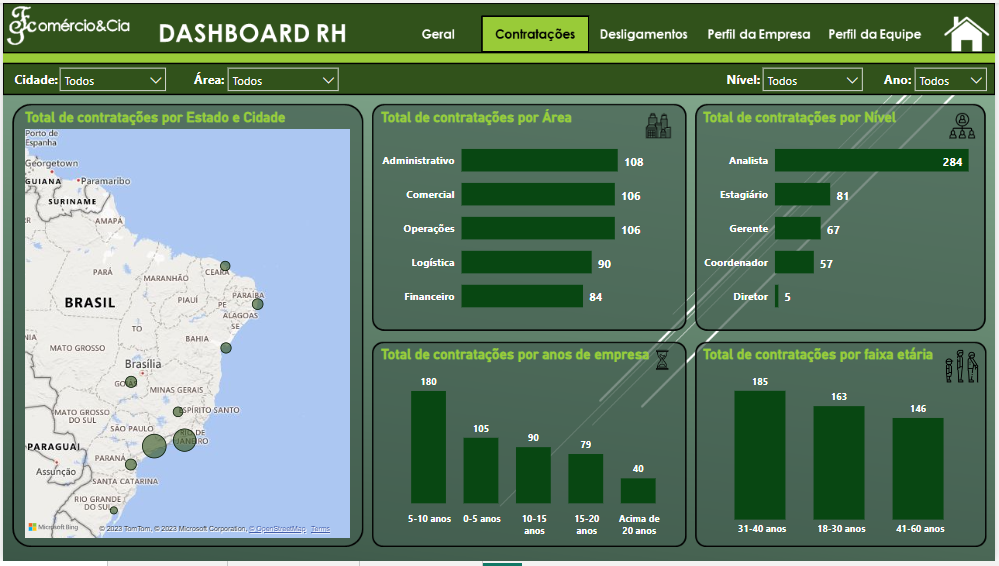 FC
Comércio&Cia
DASHBOARD RH
Geral
Contratações
Desligamentos
Perfil da Empresa
Perfil da Equipe
Cidade: Todos
Área: Todos
Nível: Todos
Ano: Todos
Total de contratações por Estado e Cidade
Porto de
Espanha
Georgetown
GUIANA
Paramaribo
SURINAME
AMAPÁ
PARÁ
MARANHÃO
CEARÁ
BRASIL
PIAUÍ
PARAÍBA
PE
ALAGOAS
SE
TO
BAHIA
MATO GROSSO
Brasília
GOIÁS
MINAS GERAIS
MATO GROSSO
DO SUL
ESPÍRITO SANTO
SÃO PAULO
RIO DE
JANEIRO
PARAGUAI
PARANÁ
Assunção
SANTA CATARINA
RIO GRANDE
DO SUL
Microsoft Bing
© 2023 TomTom, © 2023 Microsoft Corporation, © OpenStreetMap Terms
Total de contratações por Área
Administrativo 108
Comercial 106
Operações 106
Logística 90
Financeiro 84
Total de contratações por Nível
Analista 284
Estagiário 81
Gerente 67
Coordenador 57
Diretor 5
Total de contratações por anos de empresa
180
105
90
79
40
5-10 anos
0-5 anos
10-15
anos
15-20
anos
Acima de
20 anos
Total de contratações por faixa etária
185
163
146
31-40 anos
18-30 anos
41-60 anos